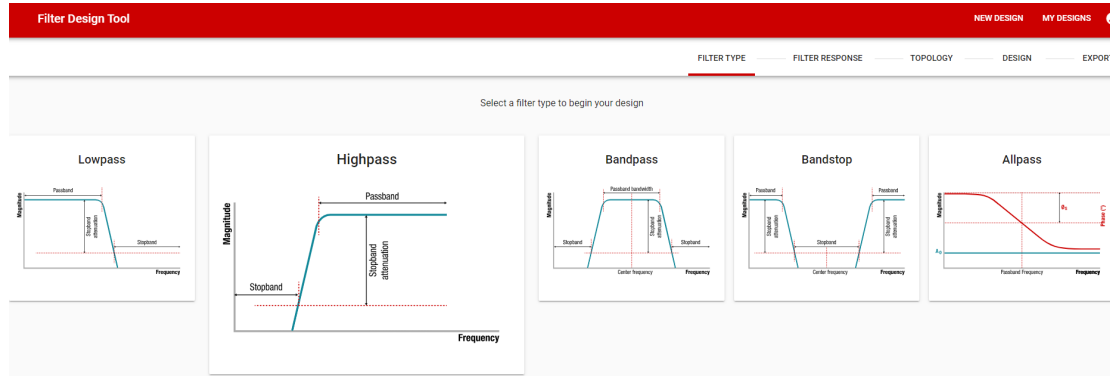 Filter Design Tool
NEW DESIGN MY DESIGNS
FILTER TYPE FILTER RESPONSE TOPOLOGY DESIGN EXPORT
Select a filter type to begin your design
Lowpass
Passband
Magnitude
Stopband
attenuation
Stopband
Frequency
Highpass
Passband
Magnitude
Stopband
attenuation
Stopband
Frequency
Bandpass
Passband bandwidth
Magnitude
Stopband
attenuation
Stopband
Stopband
Center frequency
Frequency
Bandstop
Passband
Passband
Magnitude
Stopband
attenuation
Stopband
Stopband
attenuation
Center frequency
Frequency
Allpass
Magnitude
Phase (°)
Passband Frequency
Frequency